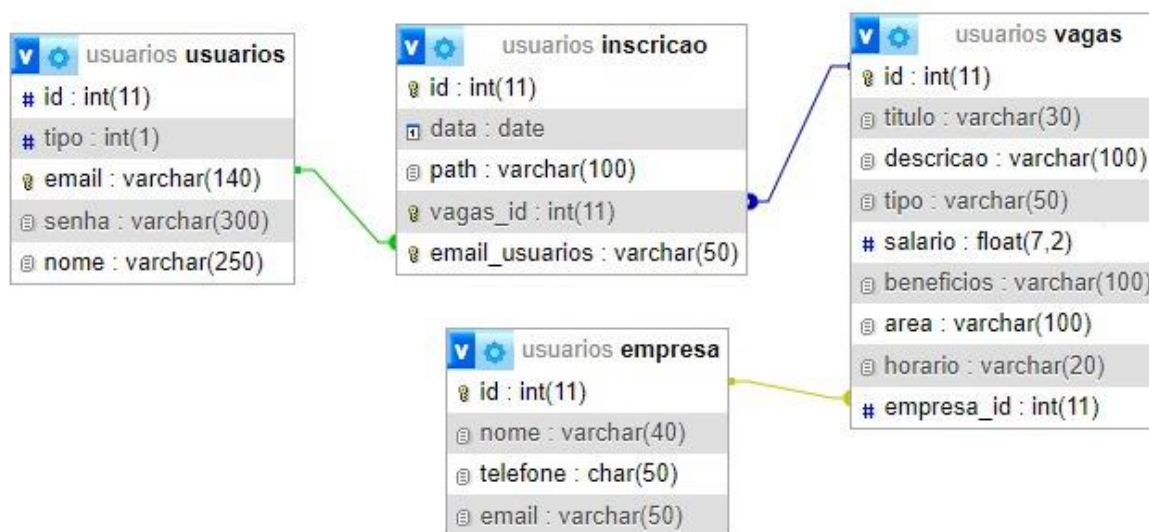 usuarios usuarios
# id : int(11)
# tipo : int(1)
email : varchar(140)
senha : varchar(300)
nome : varchar(250)
usuarios inscricao
id : int(11)
data : date
path : varchar(100)
vagas_id : int(11)
email_usuarios : varchar(50)
usuarios vagas
id : int(11)
titulo : varchar(30)
descricao : varchar(100)
tipo : varchar(50)
# salario : float(7,2)
beneficios : varchar(100)
area : varchar(100)
horario : varchar(20)
# empresa_id : int(11)
usuarios empresa
id : int(11)
nome : varchar(40)
telefone : char(50)
email : varchar(50)